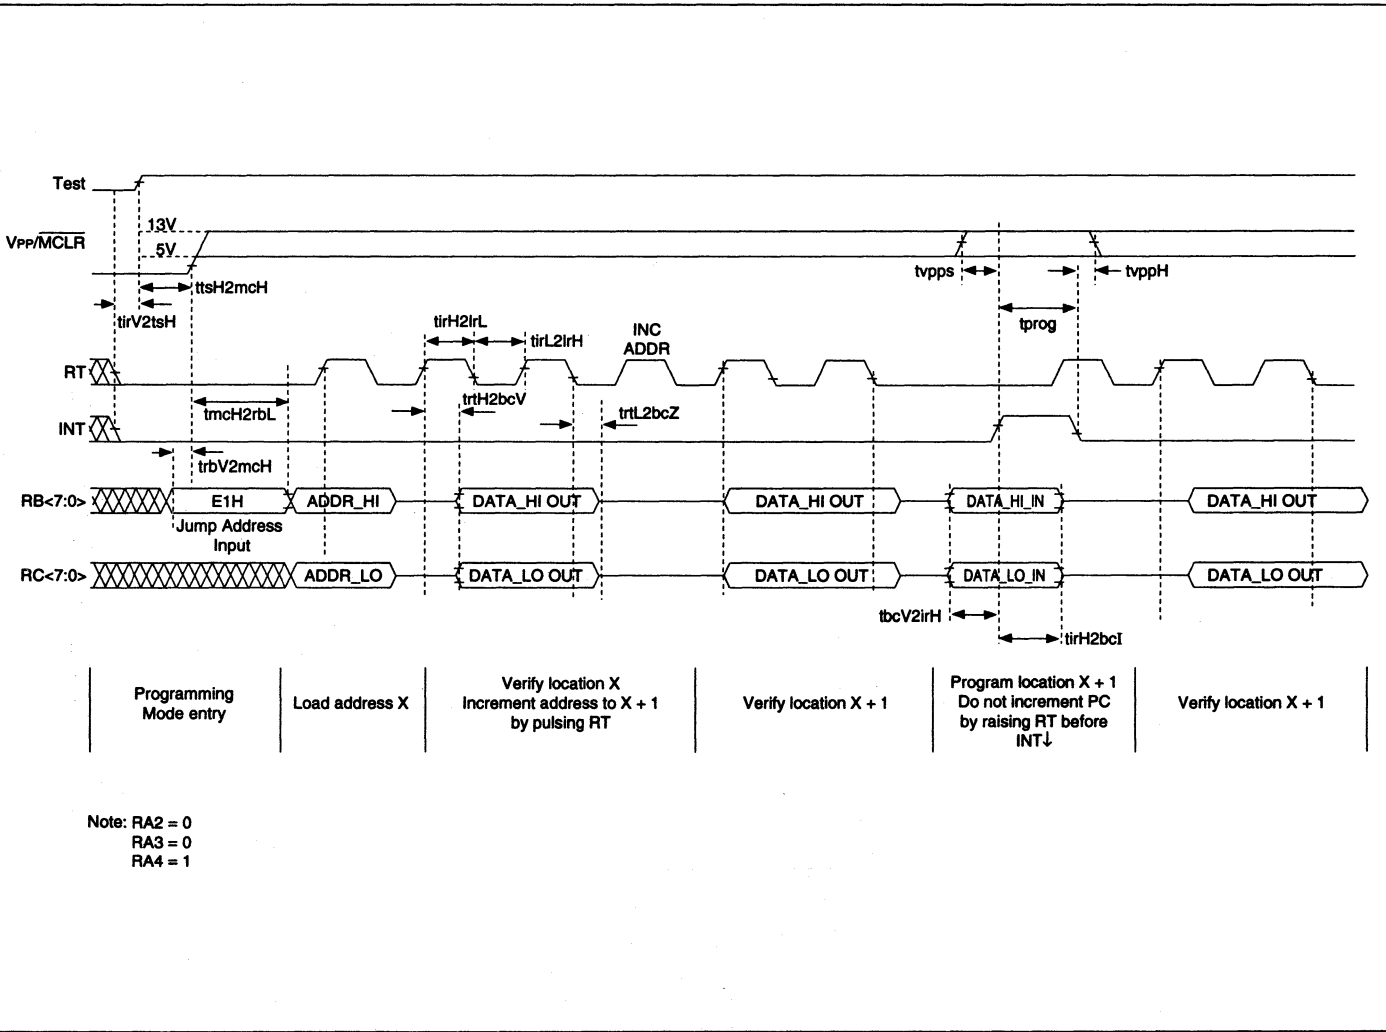 Test
13V
VPP/MCLR
5V
ttsH2mcH
tvpps
tvppH
tirV2tsH
tprog
tirH2IrL
tirL2IrH
INC
ADDR
RT
trtH2bcV
tmcH2rbL
trtL2bcZ
INT
trbV2mcH
RB<7:0>
E1H
ADDR_HI
DATA_HI OUT
DATA_HI OUT
DATA_HI_IN
DATA_HI OUT
Jump Address
Input
RC<7:0>
ADDR_LO
DATA_LO OUT
DATA_LO OUT
DATA_LO_IN
DATA_LO OUT
tbcV2irH
tirH2bcI
Programming
Mode entry
Load address X
Verify location X
Increment address to X + 1
by pulsing RT
Verify location X + 1
Program location X + 1
Do not increment PC
by raising RT before
INT↓
Verify location X + 1
Note: RA2 = 0
RA3 = 0
RA4 = 1